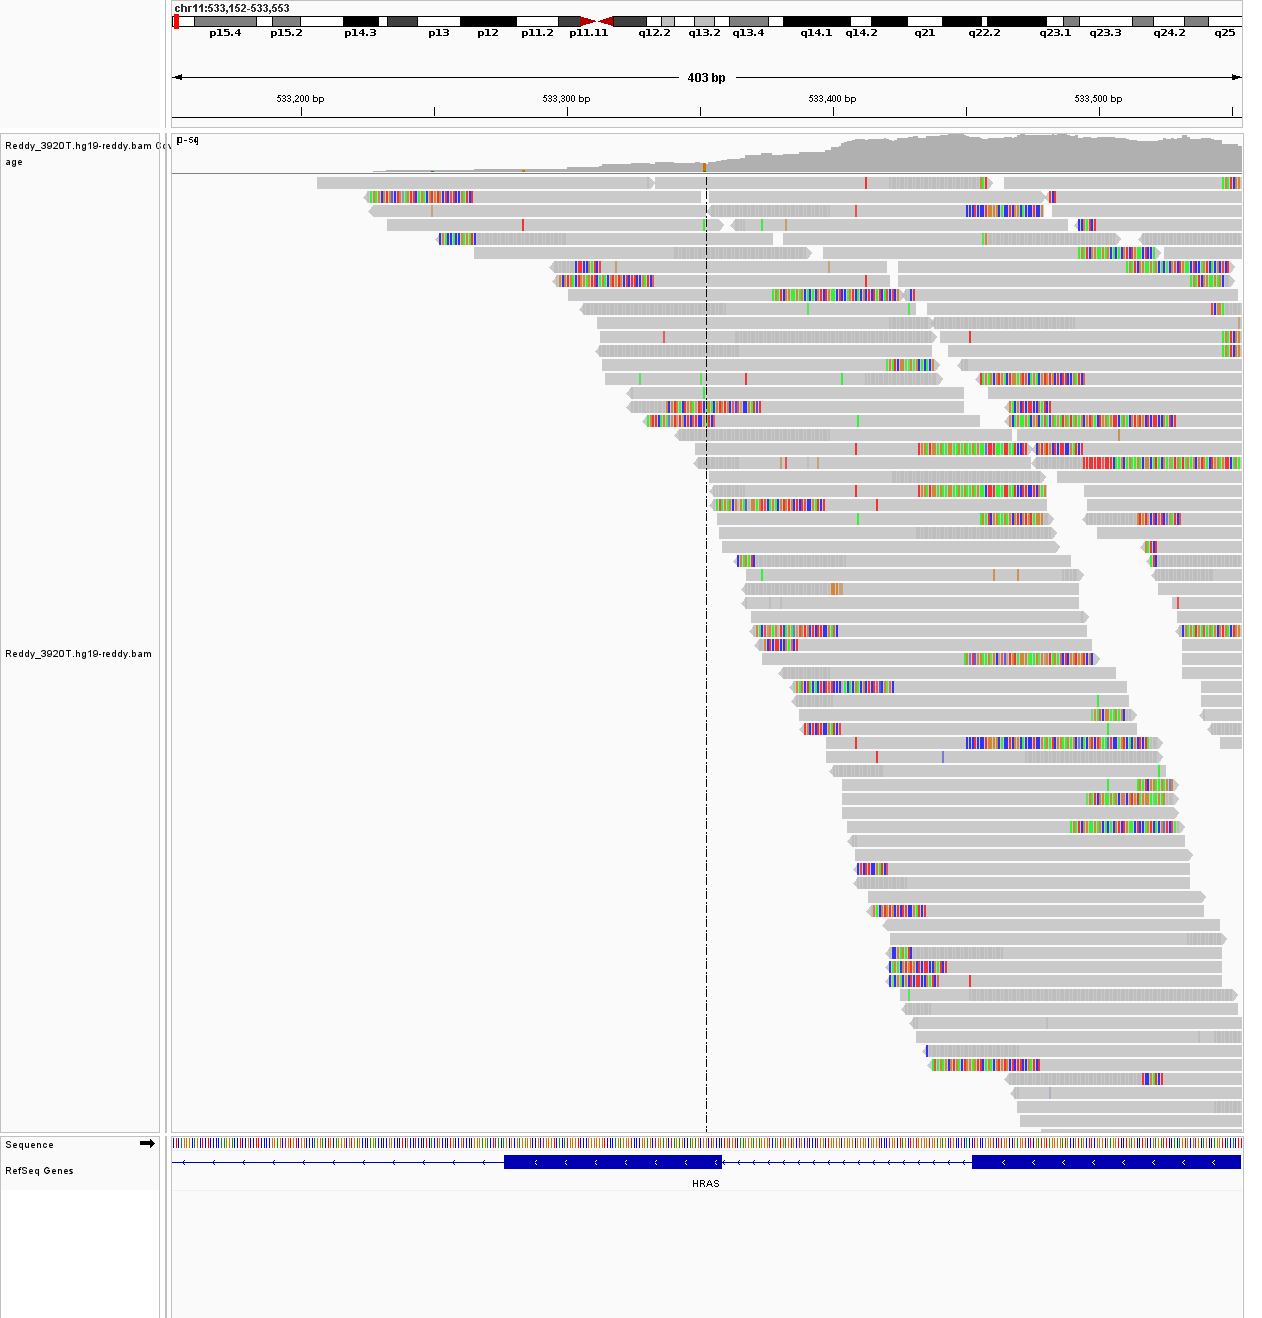 chr11:533,152-533,553
p15.4 p15.2 p14.3 p13 p12 p11.2 p11.11 q12.2 q13.2 q13.4 q14.1 q14.2 q21 q22.2 q23.1 q23.3 q24.2 q25
403 bp
533,200 bp 533,300 bp 533,400 bp 533,500 bp
Reddy_3920T.hg19-reddy.bam Cov
age
Reddy_3920T.hg19-reddy.bam
Sequence
RefSeq Genes
HRAS